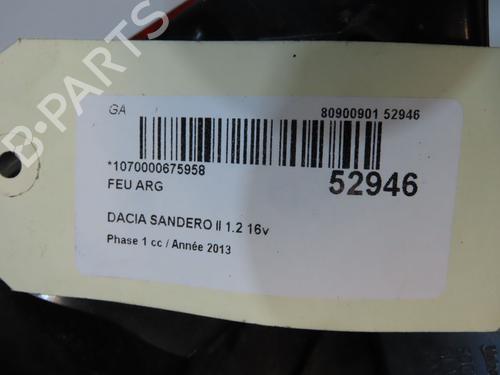 B-PARTS
GA
80900901 52946
*1070000675958
52946
FEU ARG
DACIA SANDERO II 1.2 16v
Phase 1 cc / Année 2013